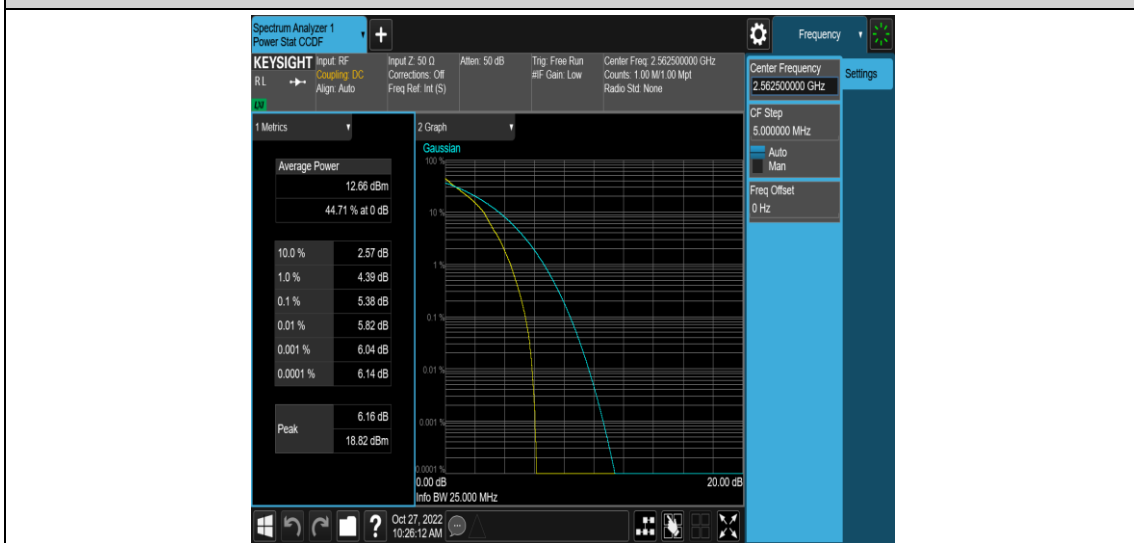 Spectrum Analyzer 1
Power Stat CCDF
+
Frequency
KEYSIGHT
RL
LXI
Input: RF
Coupling: DC
Align: Auto
Input Z: 50 Ω
Corrections: Off
Freq Ref: Int (S)
Atten: 50 dB
Trig: Free Run
#IF Gain: Low
Center Freq: 2.562500000 GHz
Counts: 1.00 M/1.00 Mpt
Radio Std: None
Center Frequency
2.562500000 GHz
Settings
CF Step
5.000000 MHz
Auto
Man
Freq Offset
0 Hz
1 Metrics
Average Power
12.66 dBm
44.71 % at 0 dB
10.0 % 2.57 dB
1.0 % 4.39 dB
0.1 % 5.38 dB
0.01 % 5.82 dB
0.001 % 6.04 dB
0.0001 % 6.14 dB
Peak
6.16 dB
18.82 dBm
2 Graph
Gaussian
100 %
10 %
1 %
0.1 %
0.01 %
0.001 %
0.0001 %
0.00 dB 20.00 dB
Info BW 25.000 MHz
?
Oct 27, 2022
10:26:12 AM